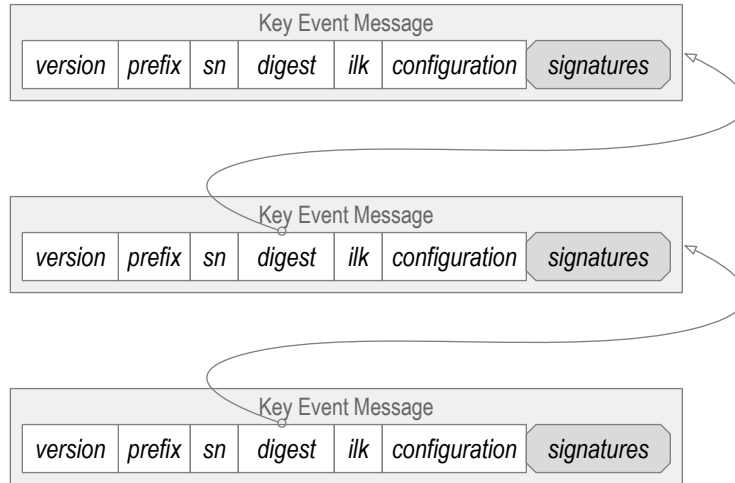 Key Event Message
version prefix sn digest ilk configuration signatures
Key Event Message
version prefix sn digest ilk configuration signatures
Key Event Message
version prefix sn digest ilk configuration signatures